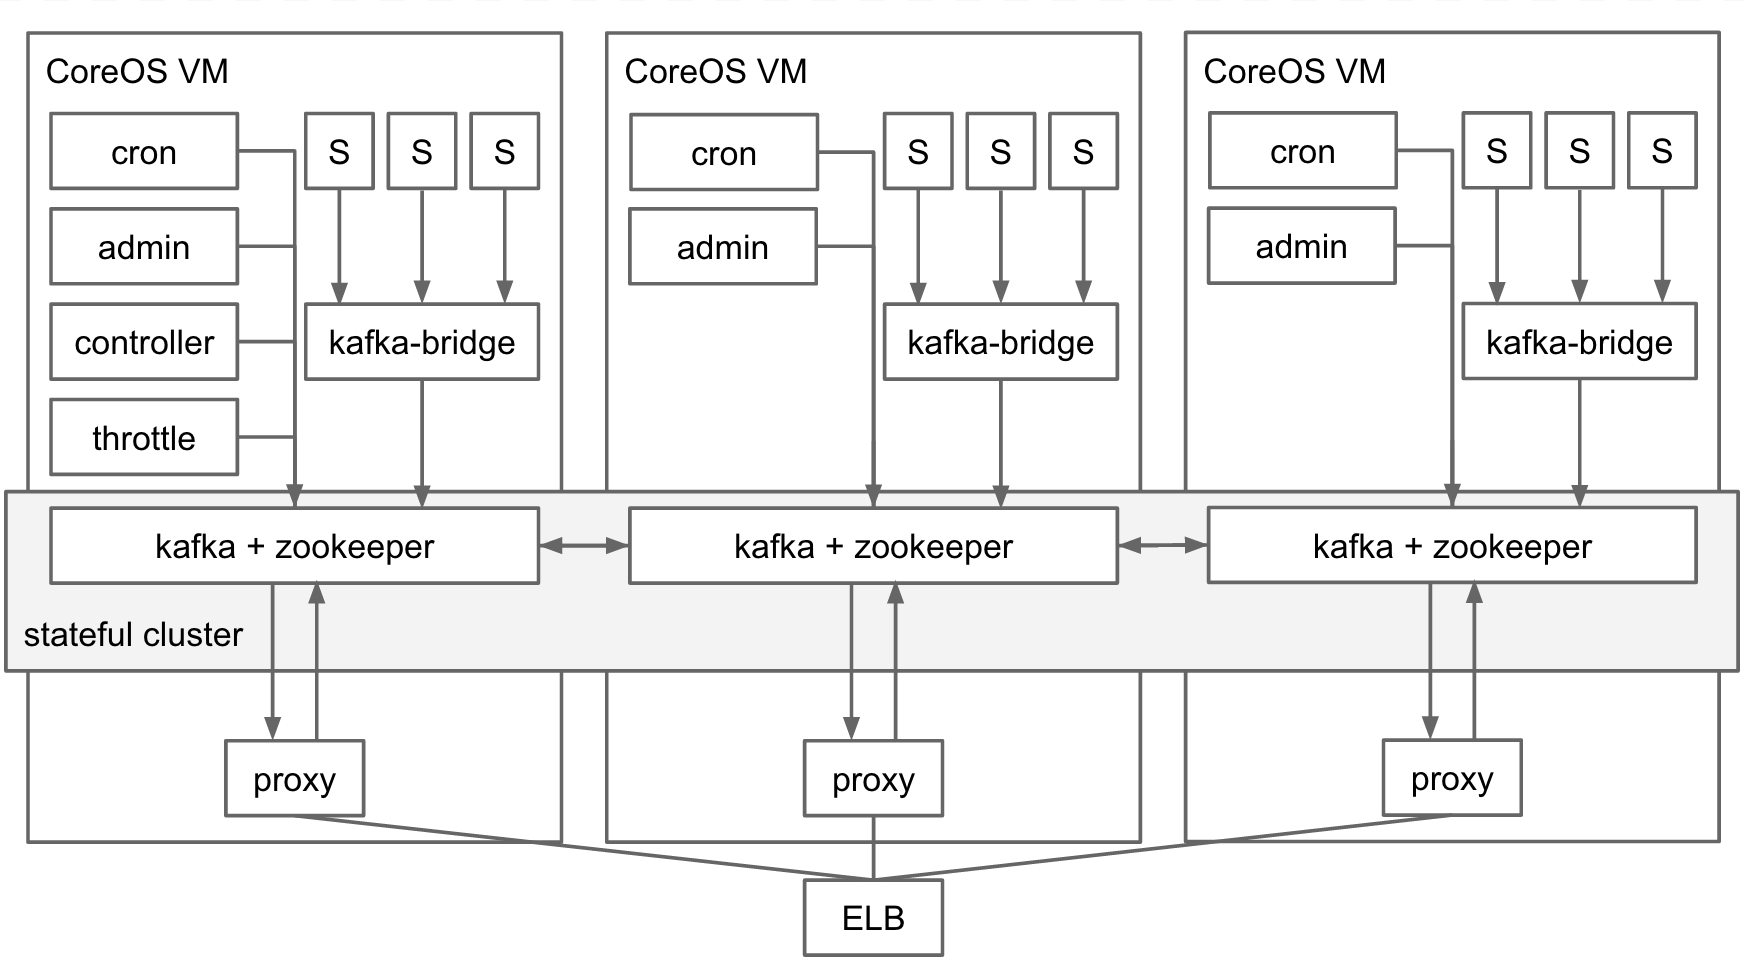 CoreOS VM
cron
S
S
S
admin
controller
kafka-bridge
throttle
CoreOS VM
cron
S
S
S
admin
kafka-bridge
CoreOS VM
cron
S
S
S
admin
kafka-bridge
kafka + zookeeper
kafka + zookeeper
kafka + zookeeper
stateful cluster
proxy
proxy
proxy
ELB